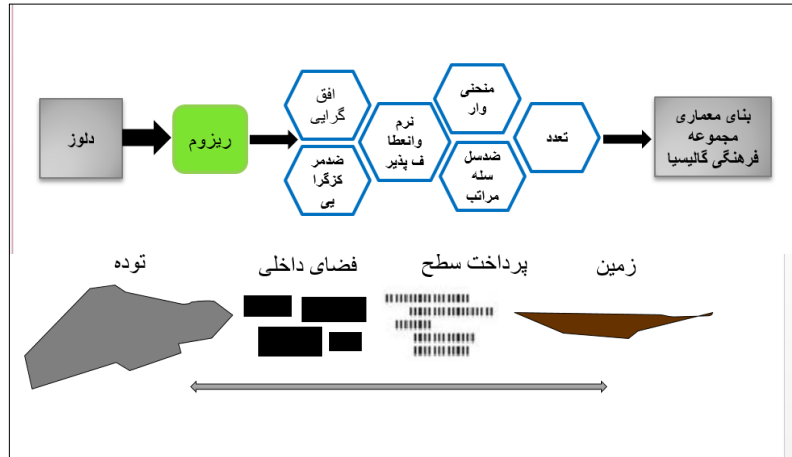 دلوز
ریزوم
افق
گرایی
ضدمر
کزگرا
یی
نرم
وانعطا
ف پذیر
منحنی
وار
ضدسل
سله
مراتب
تعدد
بنای معماری
مجموعه
فرهنگی گالیسیا
توده
فضای داخلی
پرداخت سطح
زمین